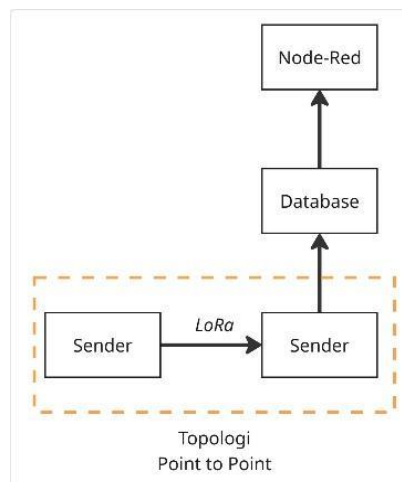 Node-Red
Database
LoRa
Sender
Sender
Topologi
Point to Point